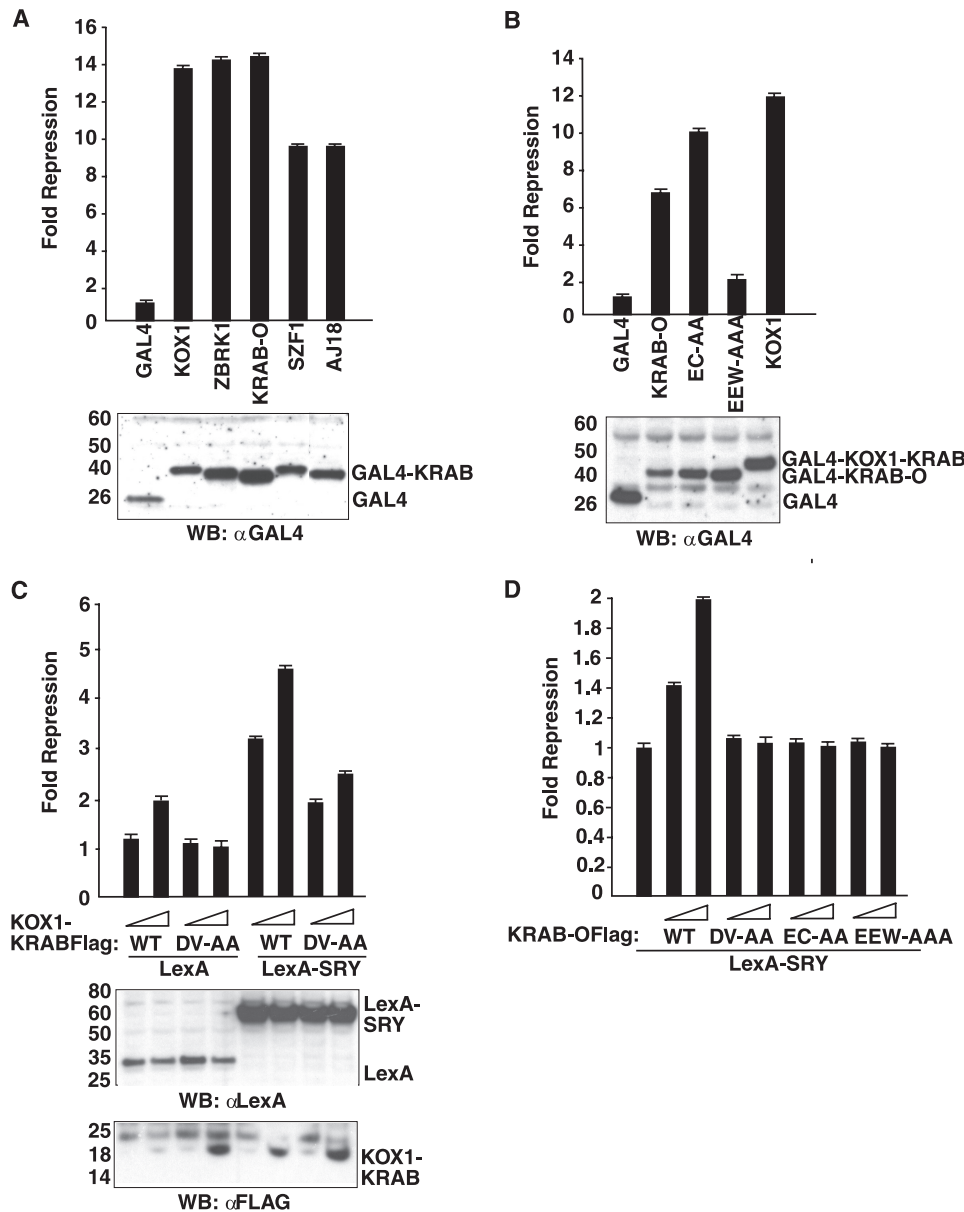 A
16
14
12
10
8
6
4
2
0
Fold Repression
GAL4
KOX1
ZBRK1
KRAB-O
SZF1
AJ18
60
50
40
26
GAL4-KRAB
GAL4
WB: αGAL4
B
14
12
10
8
6
4
2
0
Fold Repression
GAL4
KRAB-O
EC-AA
EEW-AAA
KOX1
60
50
40
26
GAL4-KOX1-KRAB
GAL4-KRAB-O
GAL4
WB: αGAL4
C
6
5
4
3
2
1
0
Fold Repression
KOX1-
KRABFlag: WT DV-AA WT DV-AA
LexA LexA-SRY
80
60
50
35
25
LexA-
SRY
LexA
WB: αLexA
25
18
14
KOX1-
KRAB
WB: αFLAG
D
2
1.8
1.6
1.4
1.2
1
0.8
0.6
0.4
0.2
0
Fold Repression
KRAB-OFlag: WT DV-AA EC-AA EEW-AAA
LexA-SRY